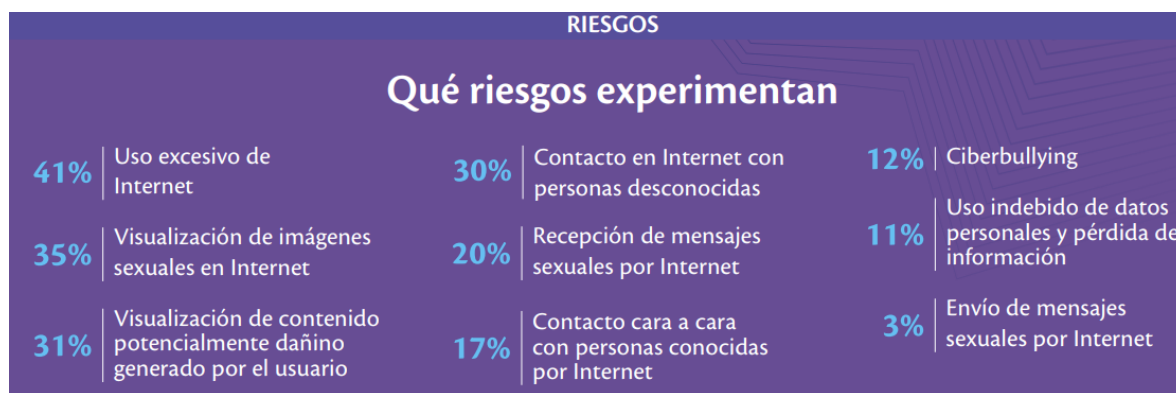 RIESGOS
Qué riesgos experimentan
41%
Uso excesivo de
Internet
35%
Visualización de imágenes
sexuales en Internet
31%
Visualización de contenido
potencialmente dañino
generado por el usuario
30%
Contacto en Internet con
personas desconocidas
20%
Recepción de mensajes
sexuales por Internet
17%
Contacto cara a cara
con personas conocidas
por Internet
12%
Ciberbullying
11%
Uso indebido de datos
personales y pérdida de
información
3%
Envío de mensajes
sexuales por Internet